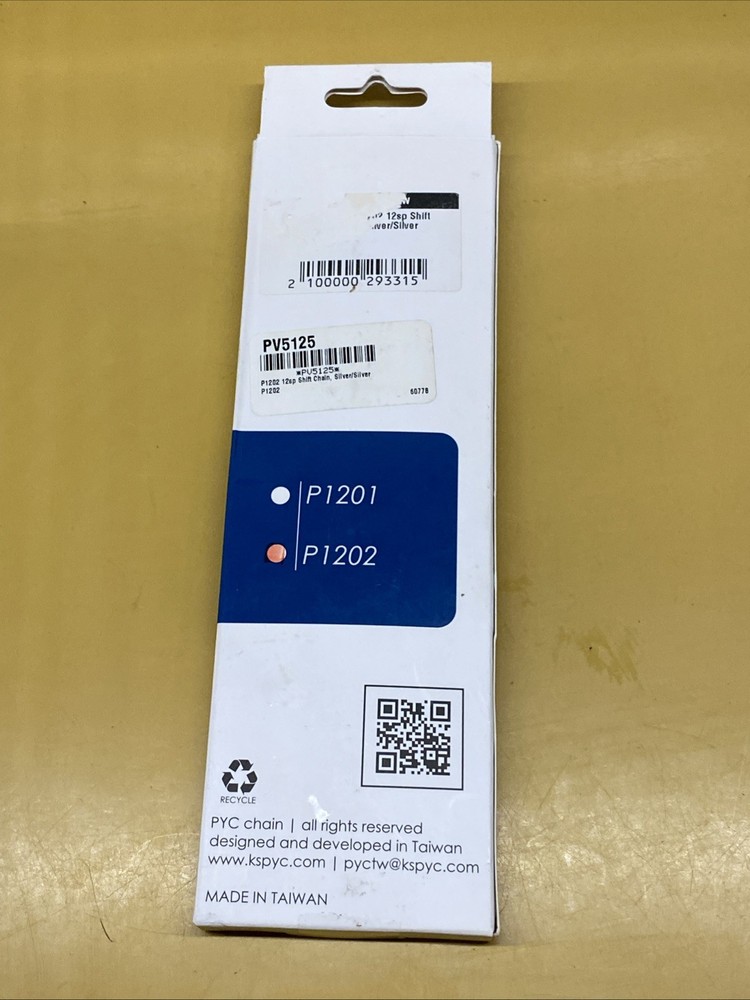 12sp Shift
/Silver
2 100000 293315
PV5125
*PV5125*
P1202 12sp Shift Chain, Silver/Silver
P1202 60778
P1201
P1202
RECYCLE
PYC chain | all rights reserved
designed and developed in Taiwan
www.kspyc.com | pyctw@kspyc.com
MADE IN TAIWAN